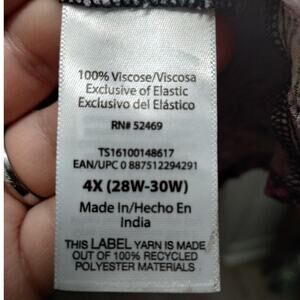 100% Viscose/Viscosa
Exclusive of Elastic
Exclusivo del Elástico
RN# 52469
TS16100148617
EAN/UPC 0 887512294291
4X (28W-30W)
Made In/Hecho En
India
THIS LABEL YARN IS MADE
OUT OF 100% RECYCLED
POLYESTER MATERIALS